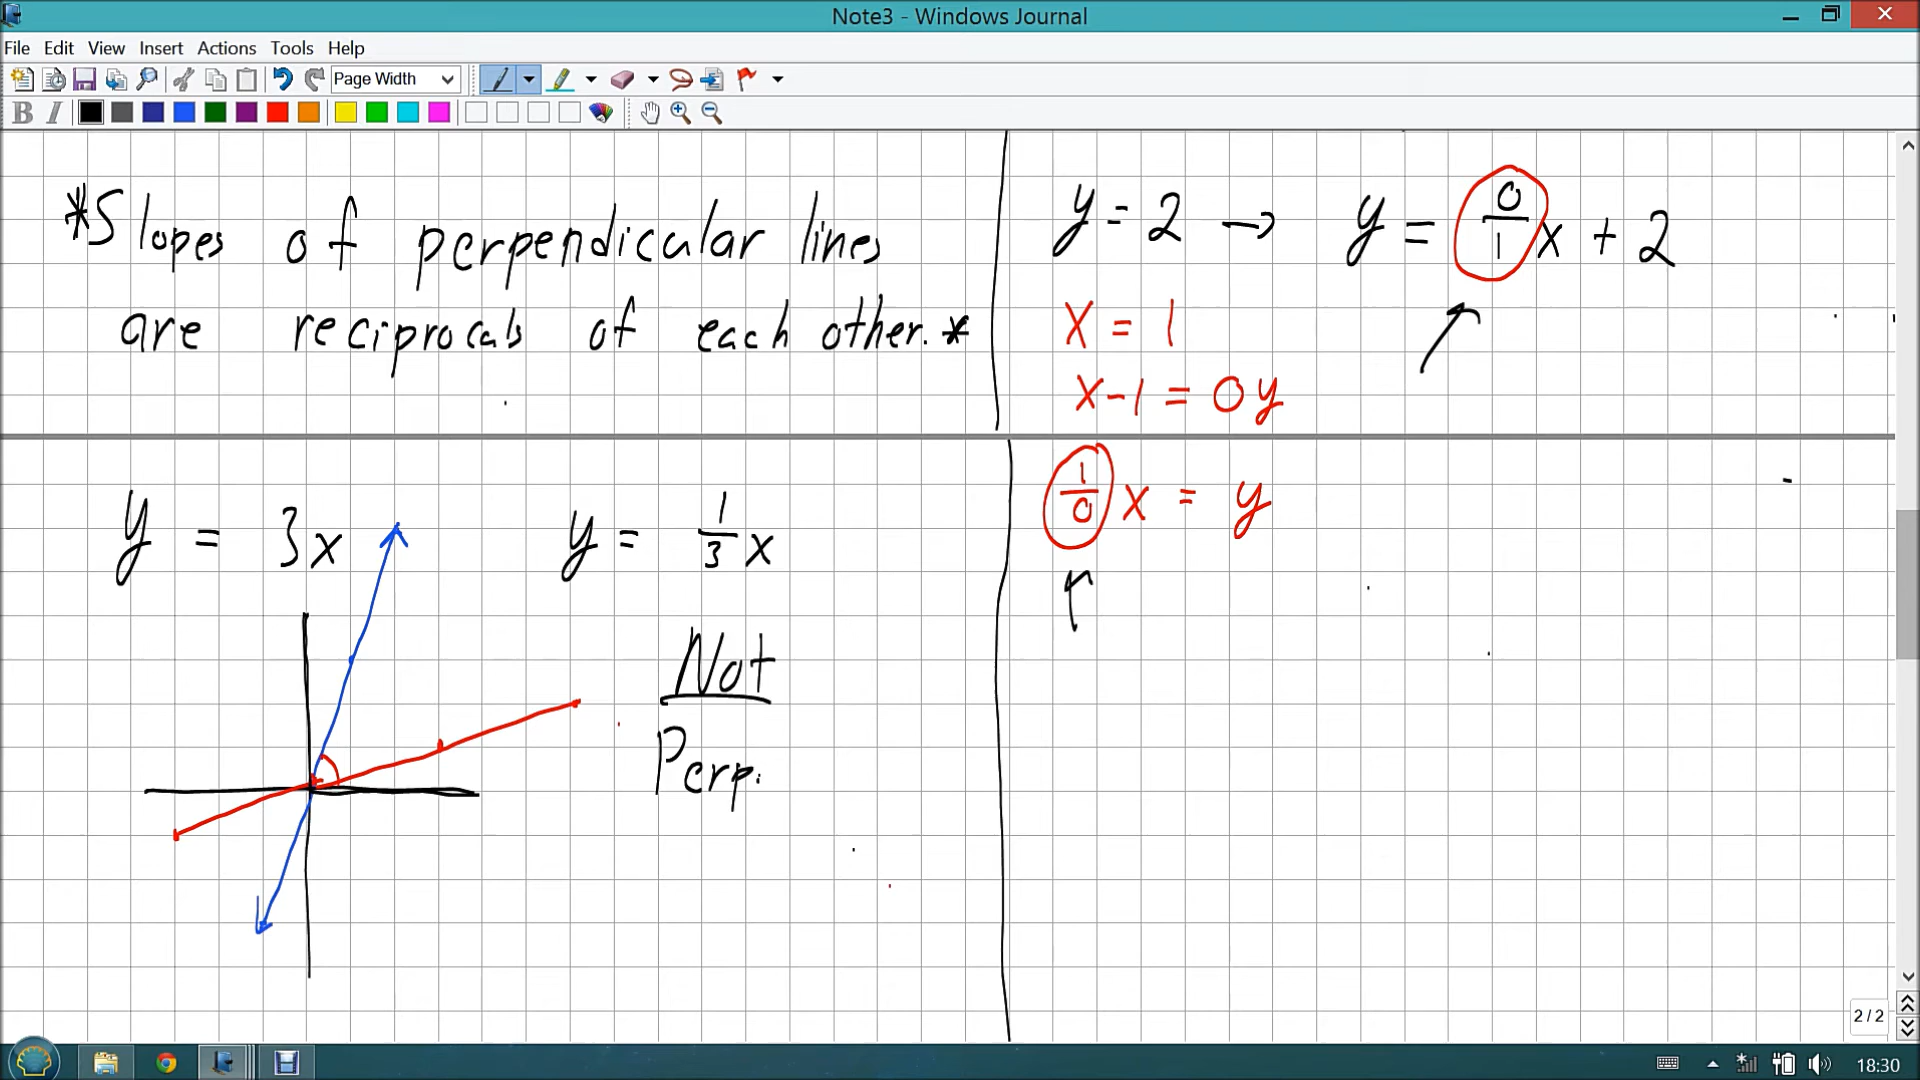 Note3 - Windows Journal
File Edit View Insert Actions Tools Help
Page Width
B I
*Slopes of perpendicular lines
are reciprocals of each other.*
y = 3x
y = 1/3 x
Not
Perp.
y = 2 → y = 0/1 x + 2
x = 1
x - 1 = 0y
1/0 x = y
2 / 2
18:30